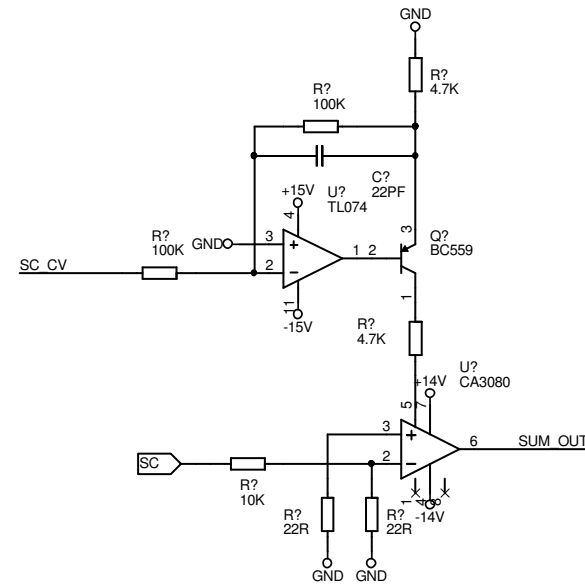 GND
R?
4.7K
R?
100K
C?
22PF
+15V
U?
TL074
4
3
R?
100K
GND
3
1
2
Q?
BC559
SC_CV
2
11
-15V
1
R?
4.7K
U?
CA3080
+14V
5
7
3
6
SUM_OUT
SC
2
R?
10K
1
4
8
-14V
R?
22R
R?
22R
GND
GND